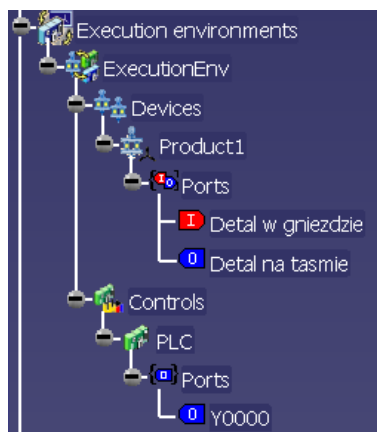 Execution environments
ExecutionEnv
Devices
Product1
Ports
I Detal w gniezdzie
O Detal na tasmie
Controls
PLC
Ports
O Y0000